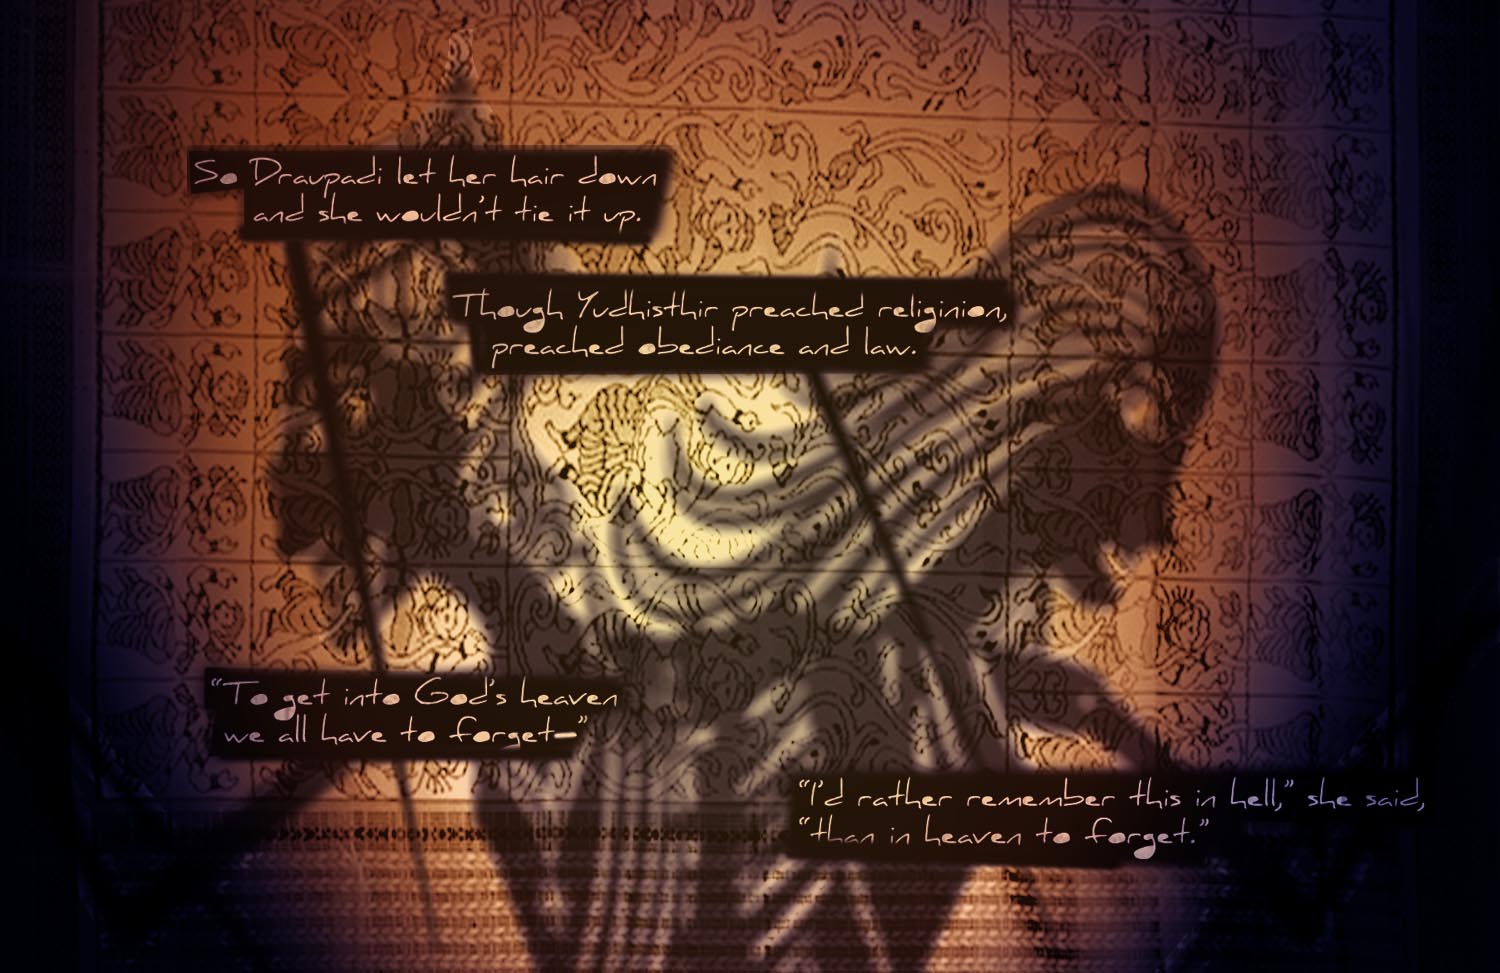 So Draupadi let her hair down
and she wouldn't tie it up.
Though Yudhisthir preached religinion,
preached obediance and law.
"To get into God's heaven
we all have to forget—"
"I'd rather remember this in hell," she said,
"than in heaven to forget."